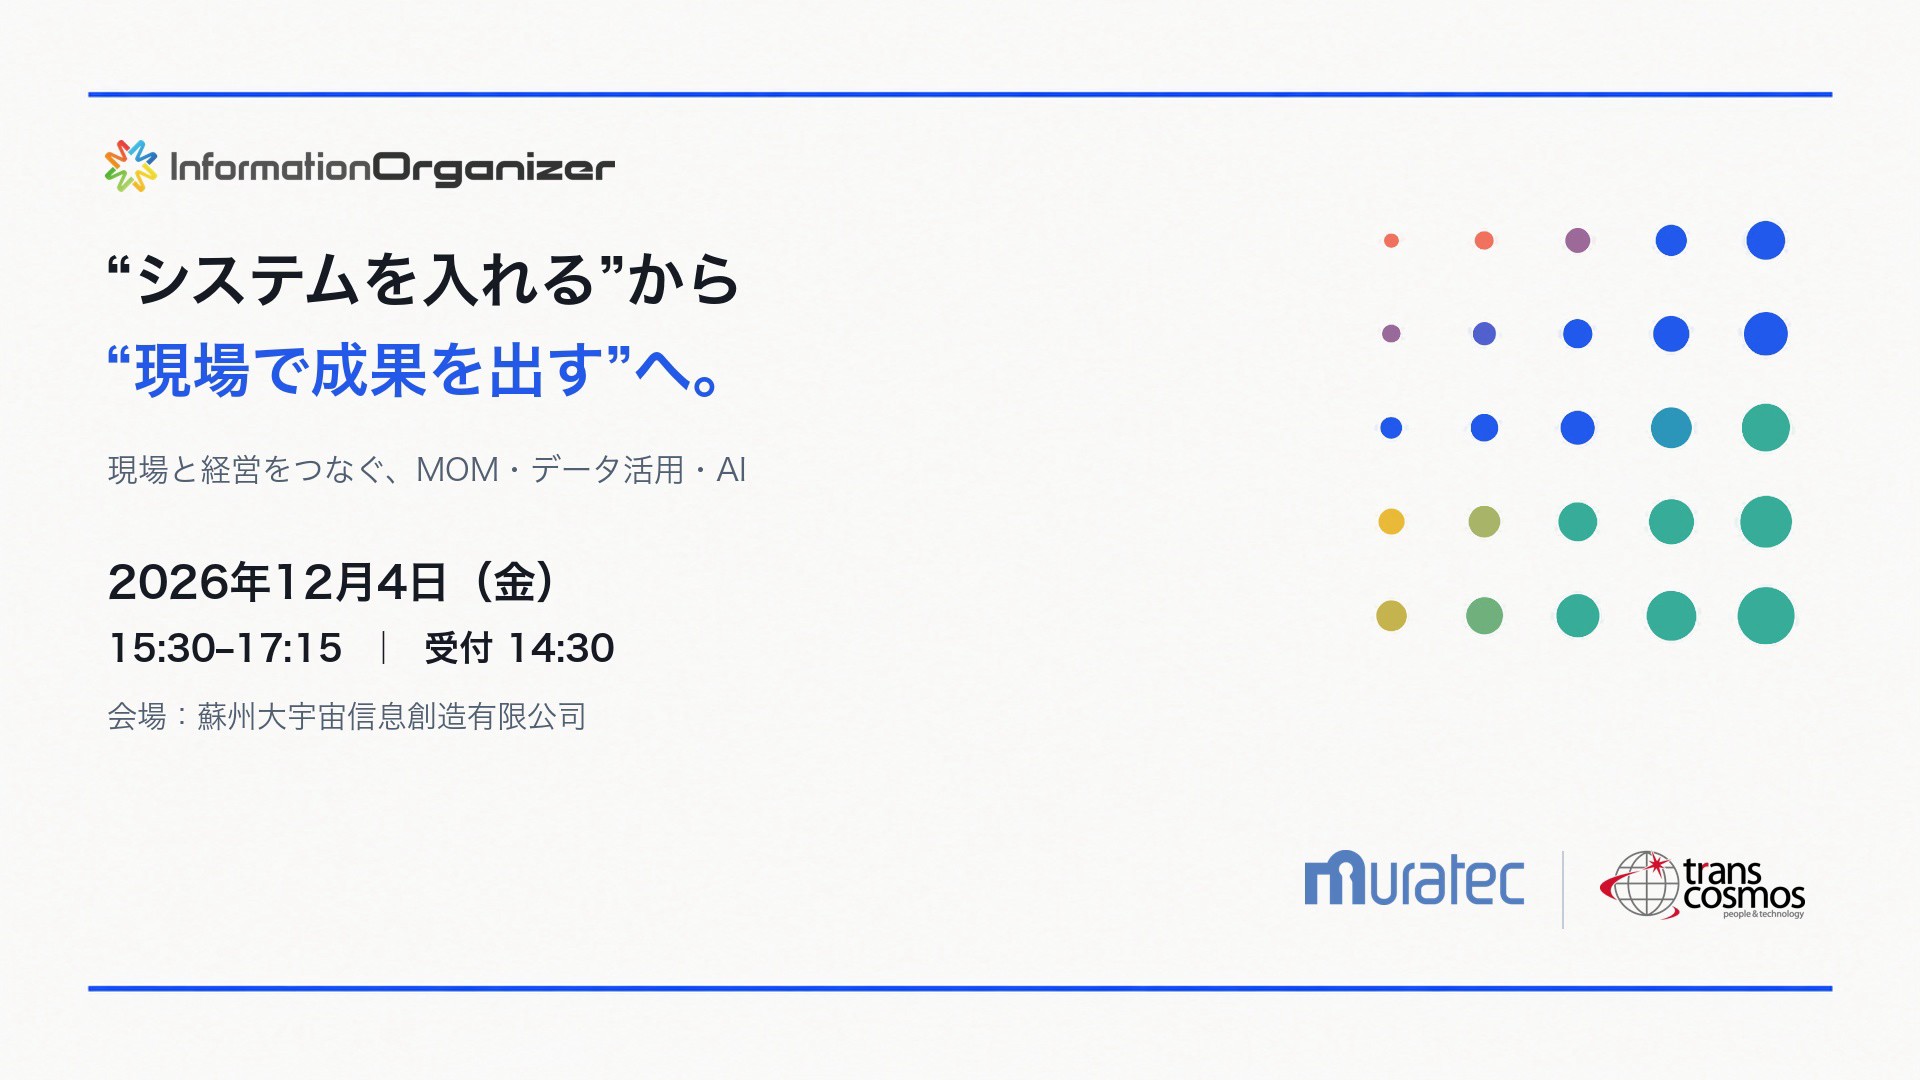 InformationOrganizer
“システムを入れる”から
“現場で成果を出す”へ。
現場と経営をつなぐ、MOM・データ活用・AI
2026年12月4日（金）
15:30–17:15 ｜ 受付 14:30
会場：蘇州大宇宙信息創造有限公司
muratec
trans
cosmos
people & technology